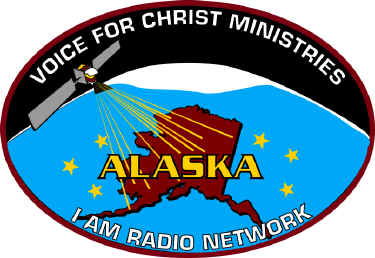 VOICE FOR CHRIST MINISTRIES
ALASKA
I AM RADIO NETWORK